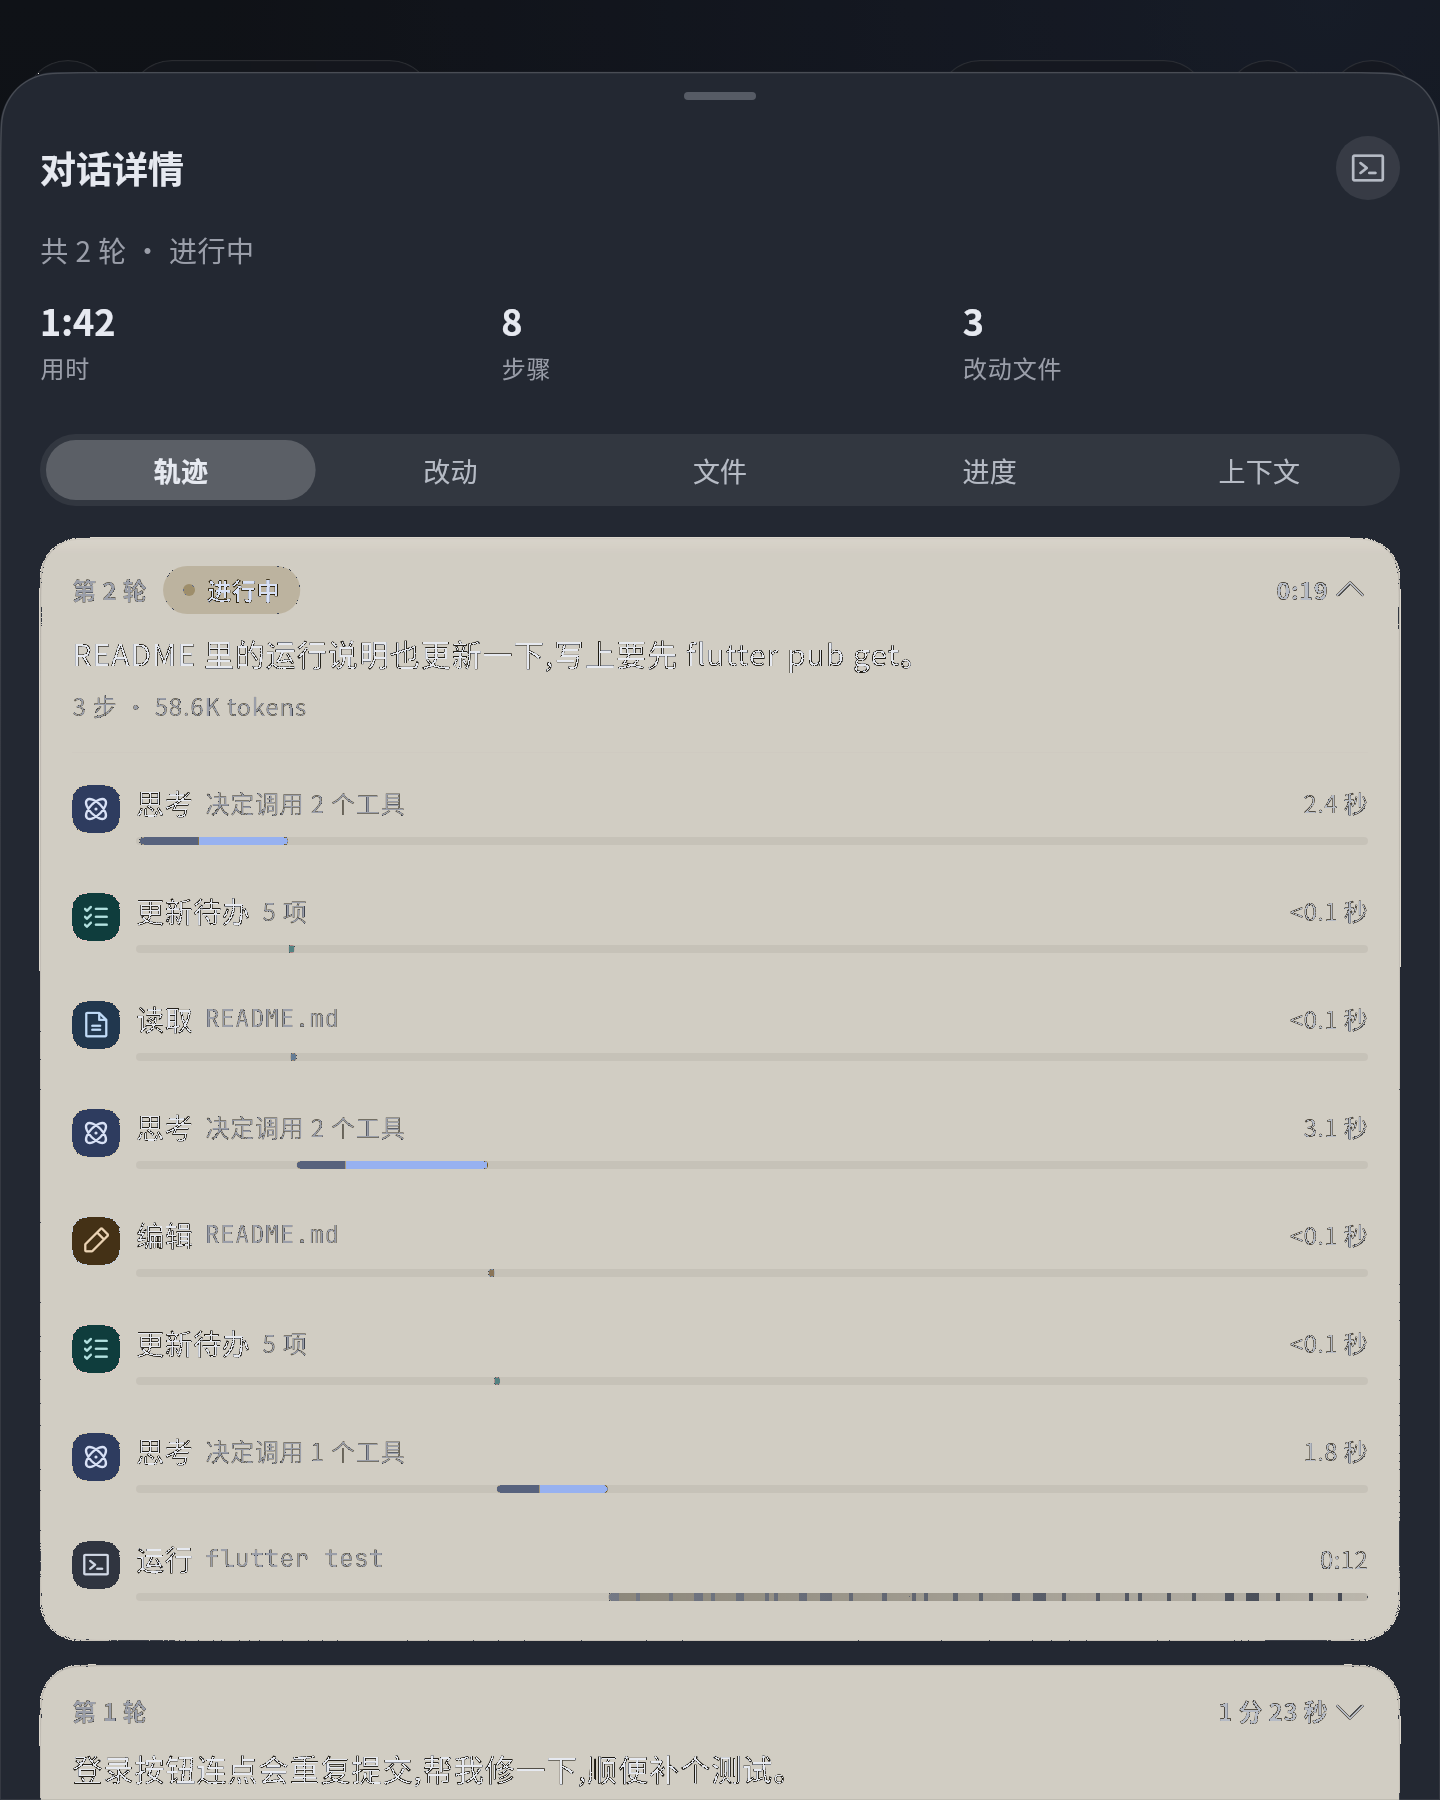 对话详情
共 2 轮 · 进行中
1:42
用时
8
步骤
3
改动文件
轨迹
改动
文件
进度
上下文
第 2 轮 进行中 0:19
README 里的运行说明也更新一下,写上要先 flutter pub get。
3 步 · 58.6K tokens
思考 决定调用 2 个工具 2.4 秒
更新待办 5 项 <0.1 秒
读取 README.md <0.1 秒
思考 决定调用 2 个工具 3.1 秒
编辑 README.md <0.1 秒
更新待办 5 项 <0.1 秒
思考 决定调用 1 个工具 1.8 秒
运行 flutter test 0:12
第 1 轮 1 分 23 秒
登录按钮连点会重复提交,帮我修一下,顺便补个测试。